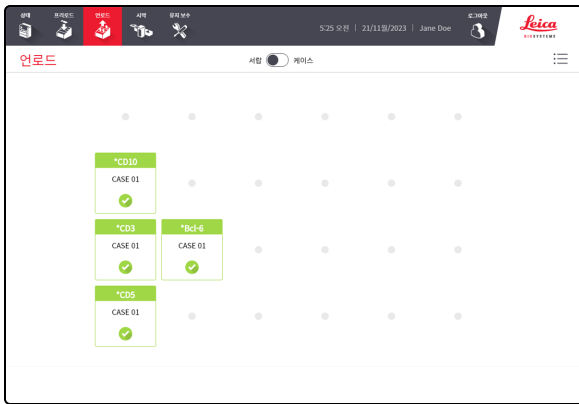 상태 프리로드 언로드 시약 유지 보수 5:25 오전 | 21/11월/2023 | Jane Doe 로그아웃
Leica
BIOSYSTEMS
언로드 서랍 케이스
*CD10
CASE 01
*CD3 *Bcl-6
CASE 01 CASE 01
*CD5
CASE 01